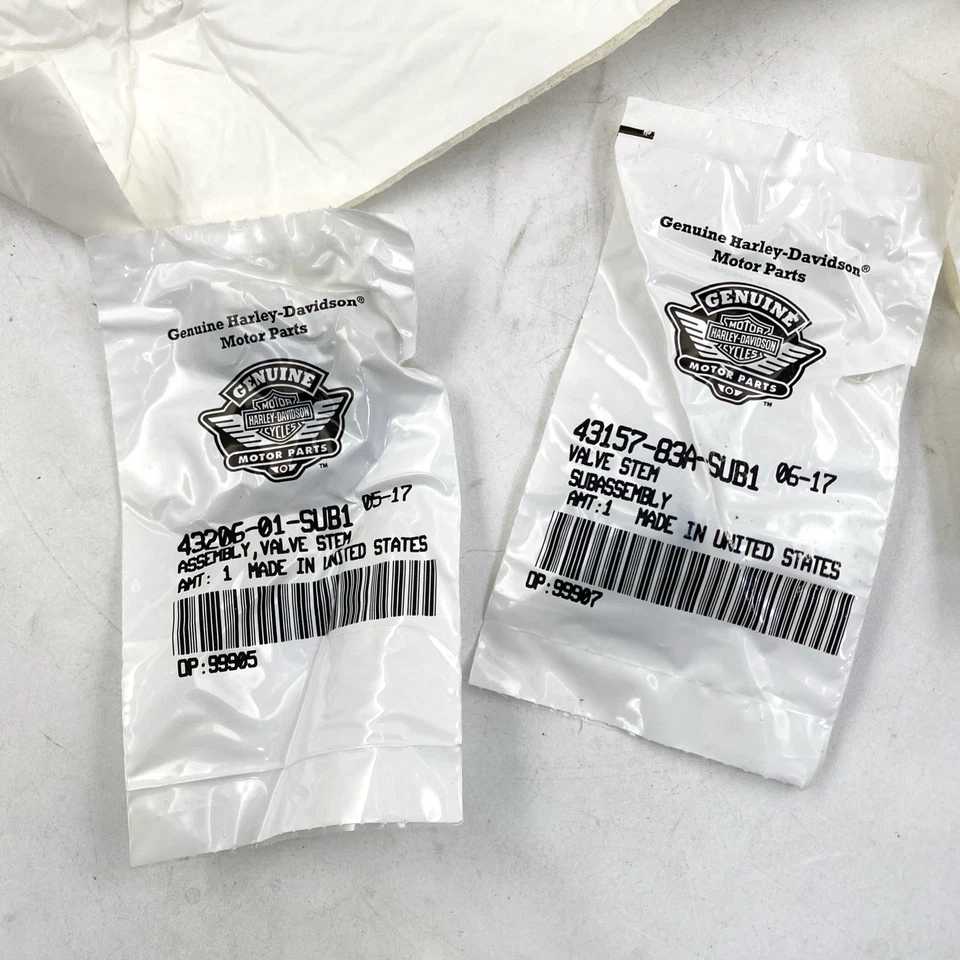 Genuine Harley-Davidson®
Motor Parts
GENUINE
MOTOR
HARLEY-DAVIDSON
CYCLES
MOTOR PARTS
™
05-17
43206-01-SUB1
ASSEMBLY,VALVE STEM
AMT: 1 MADE IN UNITED STATES
OP:99905
Genuine Harley-Davidson®
Motor Parts
GENUINE
MOTOR
HARLEY-DAVIDSON
CYCLES
MOTOR PARTS
™
43157-83A-SUB1 06-17
VALVE STEM
SUBASSEMBLY
AMT:1 MADE IN UNITED STATES
OP:99907